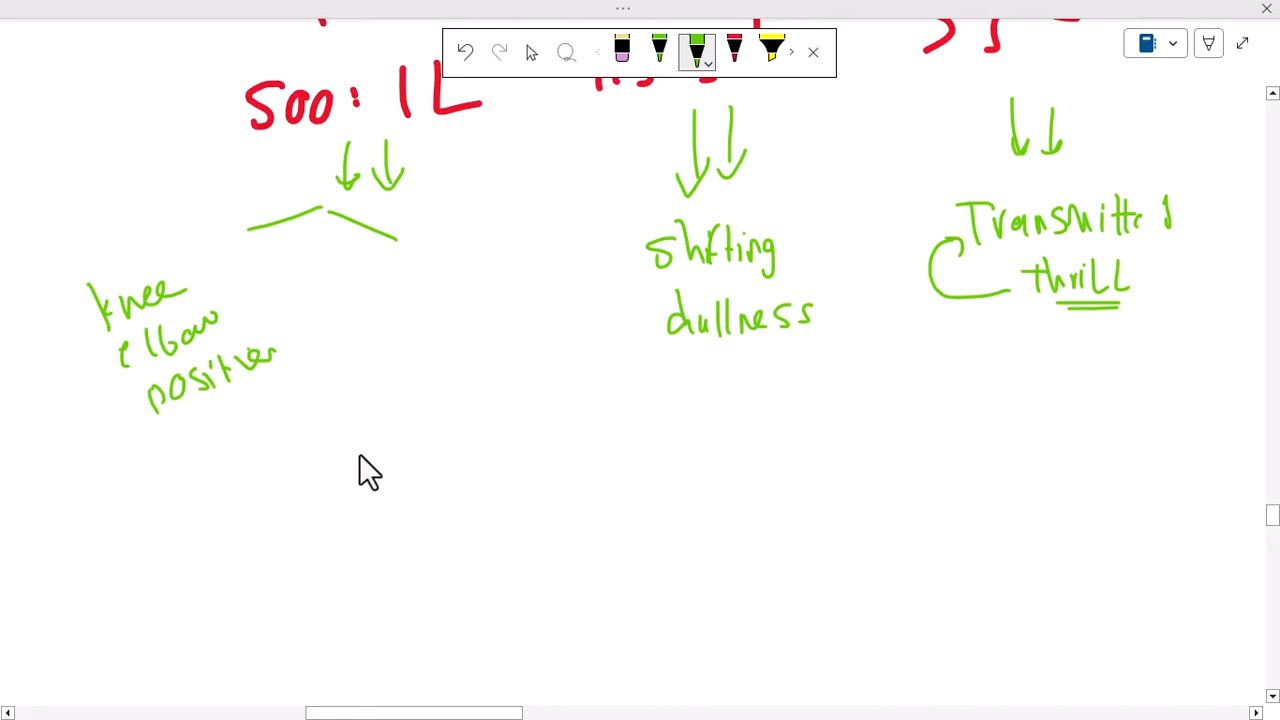 500: 1L
shifting
dullness
Transmitted
thrill
knee
elbow
position